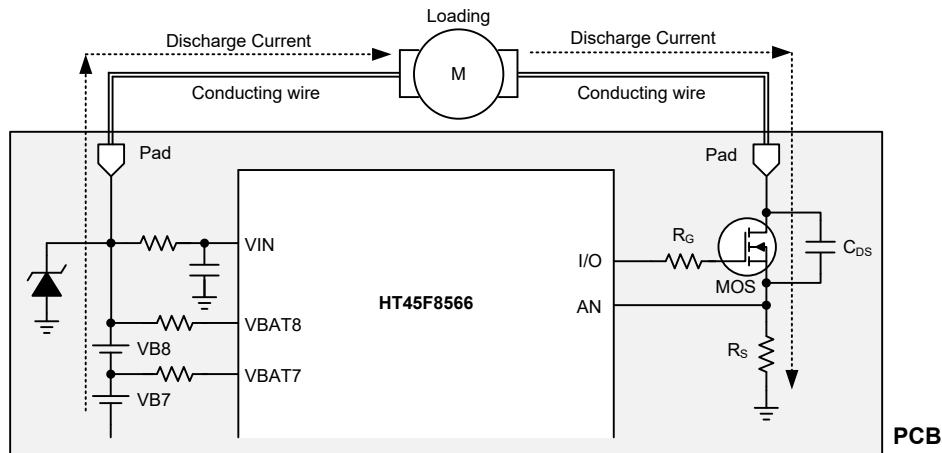 Loading
Discharge Current
Discharge Current
M
Conducting wire
Conducting wire
Pad
Pad
VIN
RG
CDS
I/O
MOS
HT45F8566
AN
VBAT8
VB8
RS
VBAT7
VB7
PCB